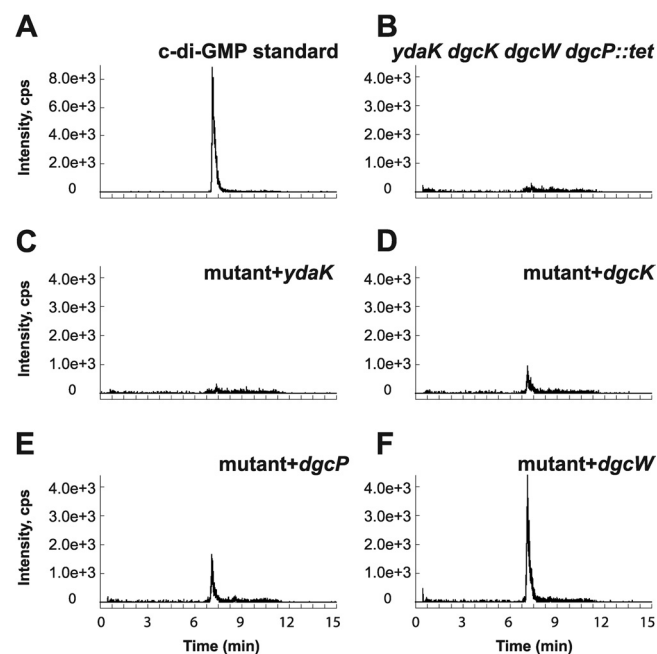 A
c-di-GMP standard
Intensity, cps
8.0e+3
6.0e+3
4.0e+3
2.0e+3
0
B
ydaK dgcK dgcW dgcP::tet
4.0e+3
3.0e+3
2.0e+3
1.0e+3
0
C
mutant+ydaK
Intensity, cps
4.0e+3
3.0e+3
2.0e+3
1.0e+3
0
D
mutant+dgcK
4.0e+3
3.0e+3
2.0e+3
1.0e+3
0
E
mutant+dgcP
Intensity, cps
4.0e+3
3.0e+3
2.0e+3
1.0e+3
0
0 3 6 9 12 15
Time (min)
F
mutant+dgcW
4.0e+3
3.0e+3
2.0e+3
1.0e+3
0
0 3 6 9 12 15
Time (min)